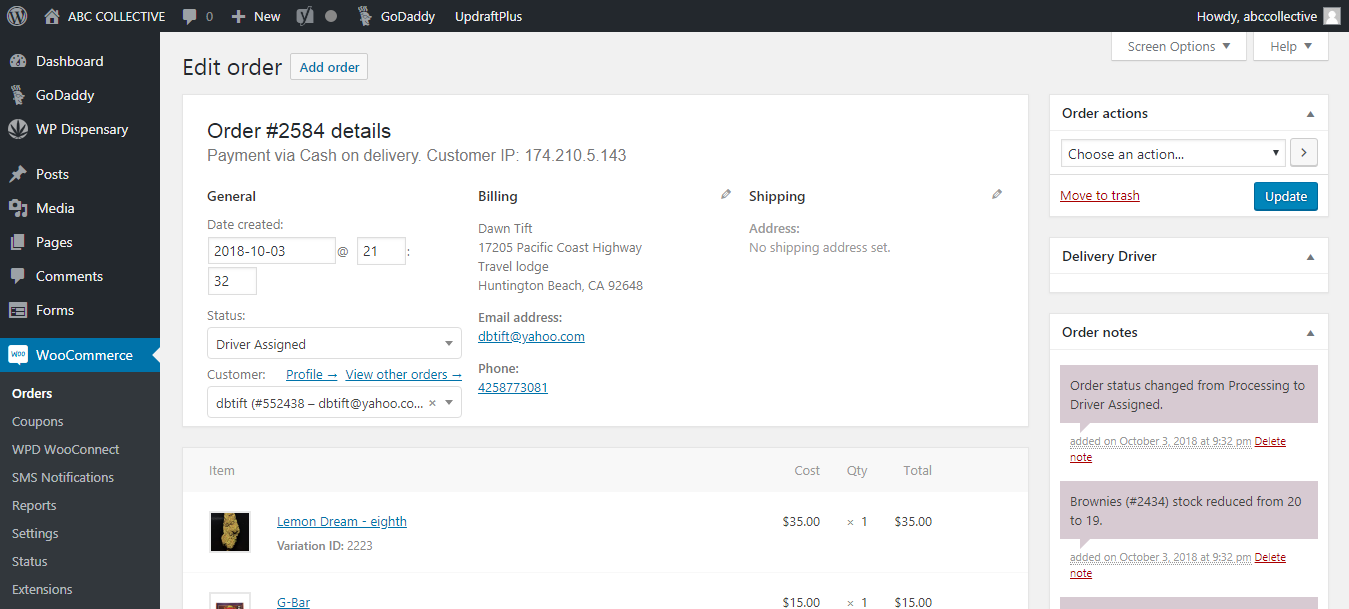 ABC COLLECTIVE 0 New GoDaddy UpdraftPlus Howdy, abccollective
Dashboard
GoDaddy
WP Dispensary
Posts
Media
Pages
Comments
Forms
WooCommerce
Orders
Coupons
WPD WooConnect
SMS Notifications
Reports
Settings
Status
Extensions
Screen Options ▼ Help ▼
Edit order Add order
Order #2584 details
Payment via Cash on delivery. Customer IP: 174.210.5.143
General
Date created:
2018-10-03 @ 21 :
32
Status:
Driver Assigned
Customer: Profile → View other orders →
dbtift (#552438 – dbtift@yahoo.co... ×
Billing
Dawn Tift
17205 Pacific Coast Highway
Travel lodge
Huntington Beach, CA 92648
Email address:
dbtift@yahoo.com
Phone:
4258773081
Shipping
Address:
No shipping address set.
Item Cost Qty Total
Lemon Dream - eighth $35.00 × 1 $35.00
Variation ID: 2223
G-Bar $15.00 × 1 $15.00
Order actions
Choose an action...
Move to trash Update
Delivery Driver
Order notes
Order status changed from Processing to
Driver Assigned.
added on October 3, 2018 at 9:32 pm Delete
note
Brownies (#2434) stock reduced from 20
to 19.
added on October 3, 2018 at 9:32 pm Delete
note